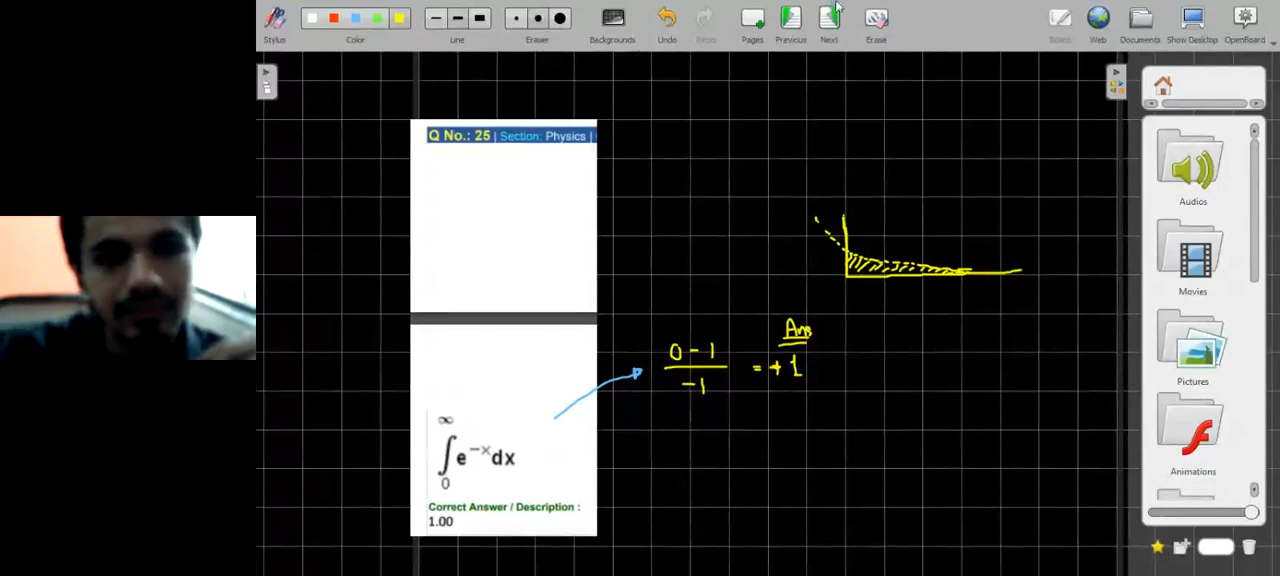 Stylus
Color
Line
Eraser
Backgrounds
Undo
Redo
Pages
Previous
Next
Erase
Web
Documents
Show Desktop
OpenBoard
Q No.: 25 | Section: Physics |
Audios
Movies
Pictures
Animations
Ans
0 - 1
-1
= + 1
∞
∫ e⁻ˣ dx
0
Correct Answer / Description :
1.00